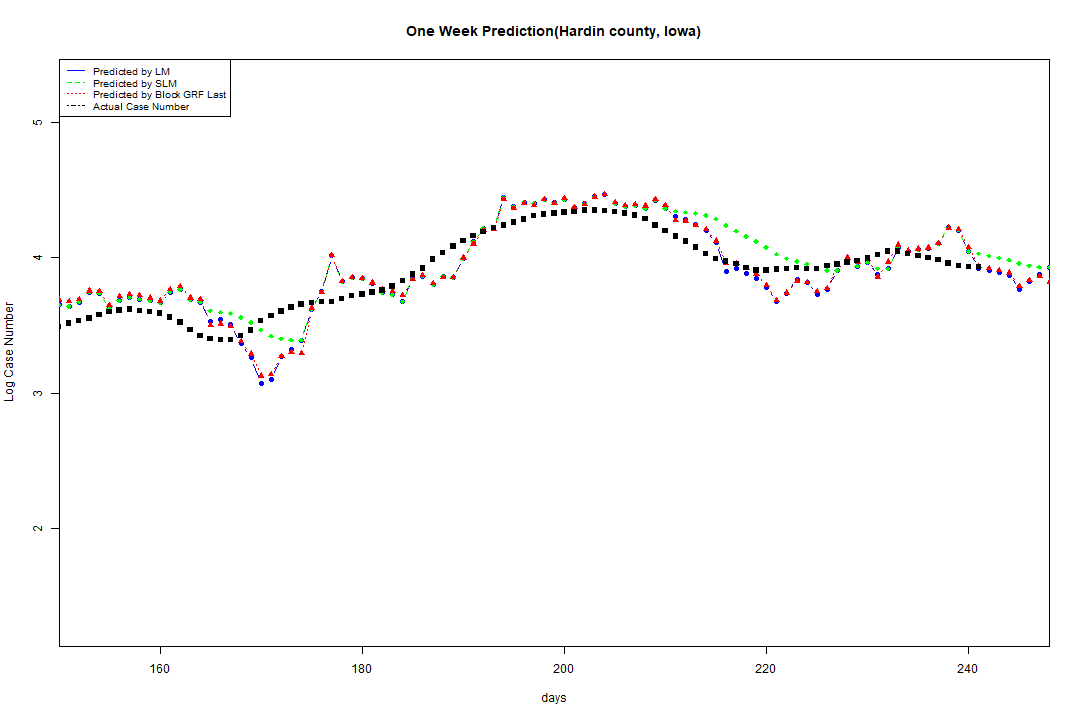 One Week Prediction(Hardin county, Iowa)
Predicted by LM
Predicted by SLM
Predicted by Block GRF Last
Actual Case Number
5
4
3
2
Log Case Number
160 180 200 220 240
days